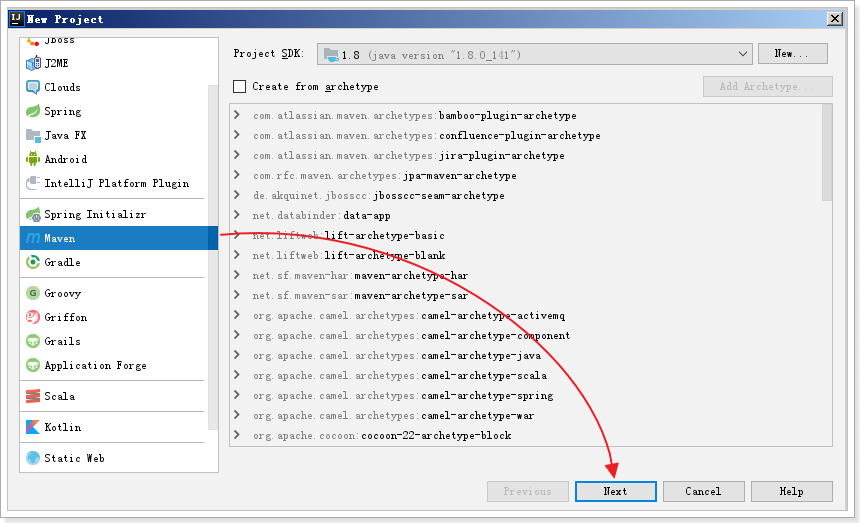 New Project
JBoss
J2ME
Clouds
Spring
Java FX
Android
IntelliJ Platform Plugin
Spring Initializr
Maven
Gradle
Groovy
Griffon
Grails
Application Forge
Scala
Kotlin
Static Web
Project SDK: 1.8 (java version "1.8.0_141") New...
Create from archetype Add Archetype...
com.atlassian.maven.archetypes:bamboo-plugin-archetype
com.atlassian.maven.archetypes:confluence-plugin-archetype
com.atlassian.maven.archetypes:jira-plugin-archetype
com.rfc.maven.archetypes:jpa-maven-archetype
de.akquinet.jbosscc:jbosscc-seam-archetype
net.databinder:data-app
net.liftweb:lift-archetype-basic
net.liftweb:lift-archetype-blank
net.sf.maven-har:maven-archetype-har
net.sf.maven-sar:maven-archetype-sar
org.apache.camel.archetypes:camel-archetype-activemq
org.apache.camel.archetypes:camel-archetype-component
org.apache.camel.archetypes:camel-archetype-java
org.apache.camel.archetypes:camel-archetype-scala
org.apache.camel.archetypes:camel-archetype-spring
org.apache.camel.archetypes:camel-archetype-war
org.apache.cocoon:cocoon-22-archetype-block
Previous Next Cancel Help